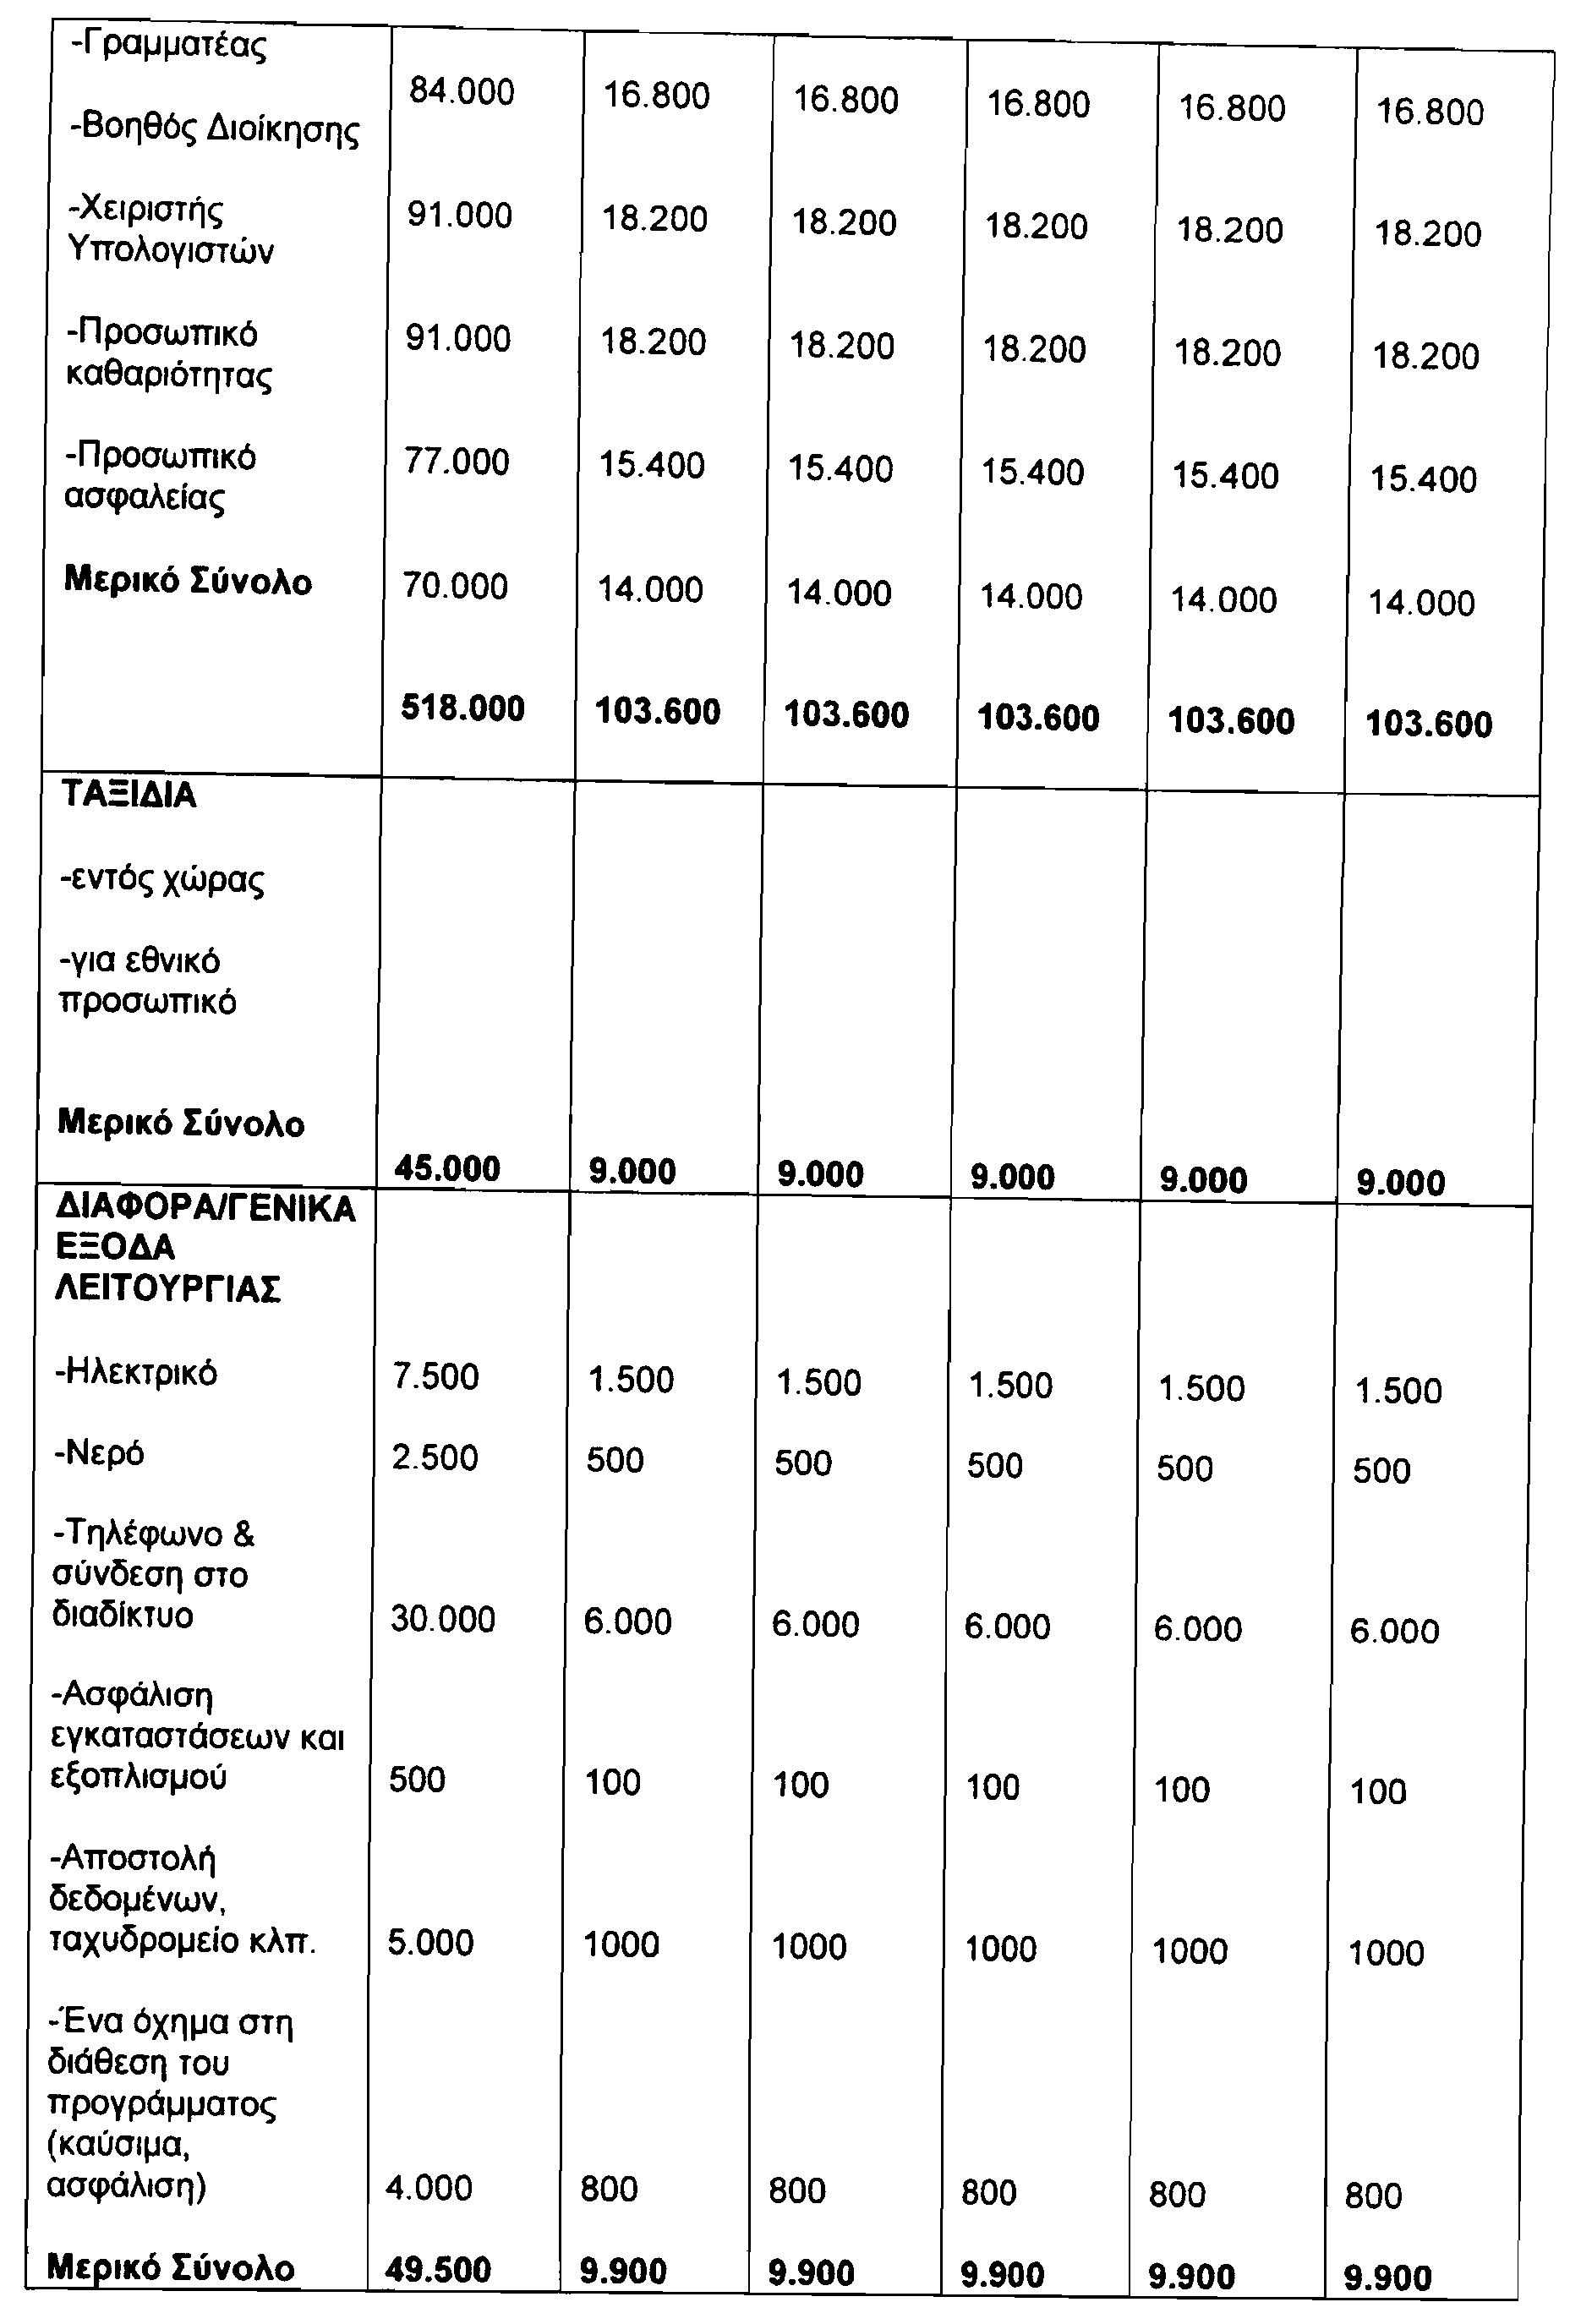 -Γραμματέας
84.000 16.800 16.800 16.800 16.800 16.800
-Βοηθός Διοίκησης
-Χειριστής 91.000 18.200 18.200 18.200 18.200 18.200
Υπολογιστών
-Προσωπικό 91.000 18.200 18.200 18.200 18.200 18.200
καθαριότητας
-Προσωπικό 77.000 15.400 15.400 15.400 15.400 15.400
ασφαλείας
Μερικό Σύνολο 70.000 14.000 14.000 14.000 14.000 14.000
518.000 103.600 103.600 103.600 103.600 103.600
ΤΑΞΙΔΙΑ
-εντός χώρας
-για εθνικό
προσωπικό
Μερικό Σύνολο
45.000 9.000 9.000 9.000 9.000 9.000
ΔΙΑΦΟΡΑ/ΓΕΝΙΚΑ
ΕΞΟΔΑ
ΛΕΙΤΟΥΡΓΙΑΣ
-Ηλεκτρικό 7.500 1.500 1.500 1.500 1.500 1.500
-Νερό 2.500 500 500 500 500 500
-Τηλέφωνο &
σύνδεση στο
διαδίκτυο 30.000 6.000 6.000 6.000 6.000 6.000
-Ασφάλιση
εγκαταστάσεων και
εξοπλισμού 500 100 100 100 100 100
-Αποστολή
δεδομένων,
ταχυδρομείο κλπ. 5.000 1000 1000 1000 1000 1000
-Ένα όχημα στη
διάθεση του
προγράμματος
(καύσιμα,
ασφάλιση) 4.000 800 800 800 800 800
Μερικό Σύνολο 49.500 9.900 9.900 9.900 9.900 9.900